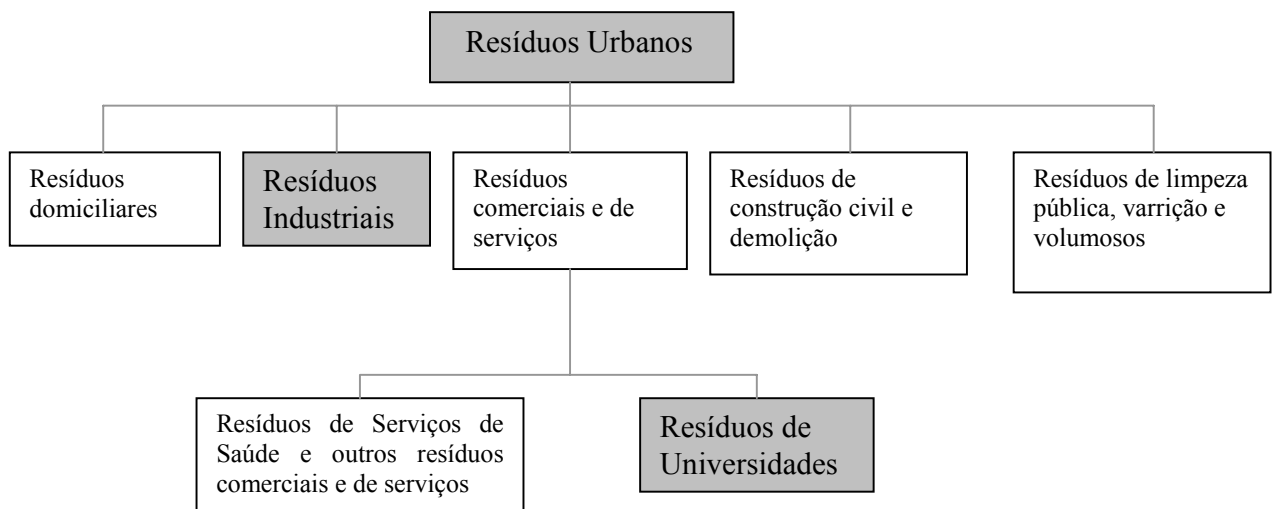 Resíduos Urbanos
Resíduos
domiciliares
Resíduos
Industriais
Resíduos
comerciais e de
serviços
Resíduos de
construção civil e
demolição
Resíduos de limpeza
pública, varrição e
volumosos
Resíduos de Serviços de
Saúde e outros resíduos
comerciais e de serviços
Resíduos de
Universidades